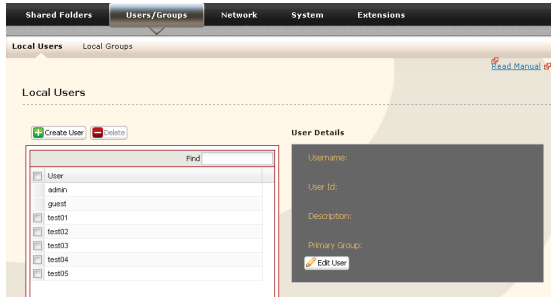 Shared Folders Users/Groups Network System Extensions
Local Users Local Groups
Read Manual
Local Users
Create User Delete
User Details
Find
User
admin
guest
test01
test02
test03
test04
test05
Username:
User Id:
Description:
Primary Group:
Edit User